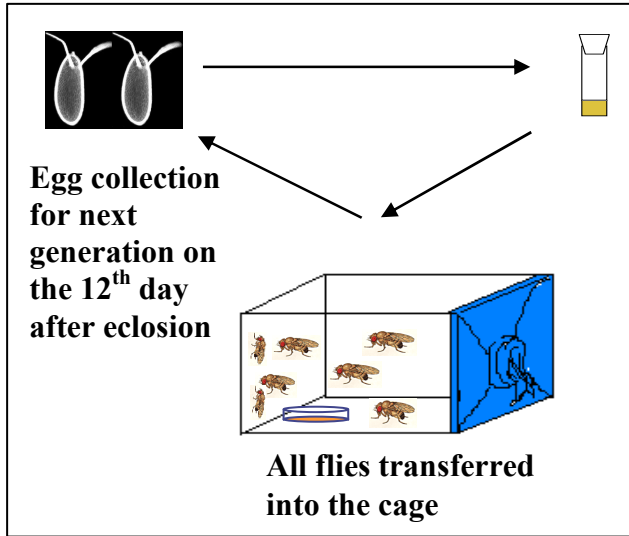 Egg collection
for next
generation on
the 12th day
after eclosion
All flies transferred
into the cage